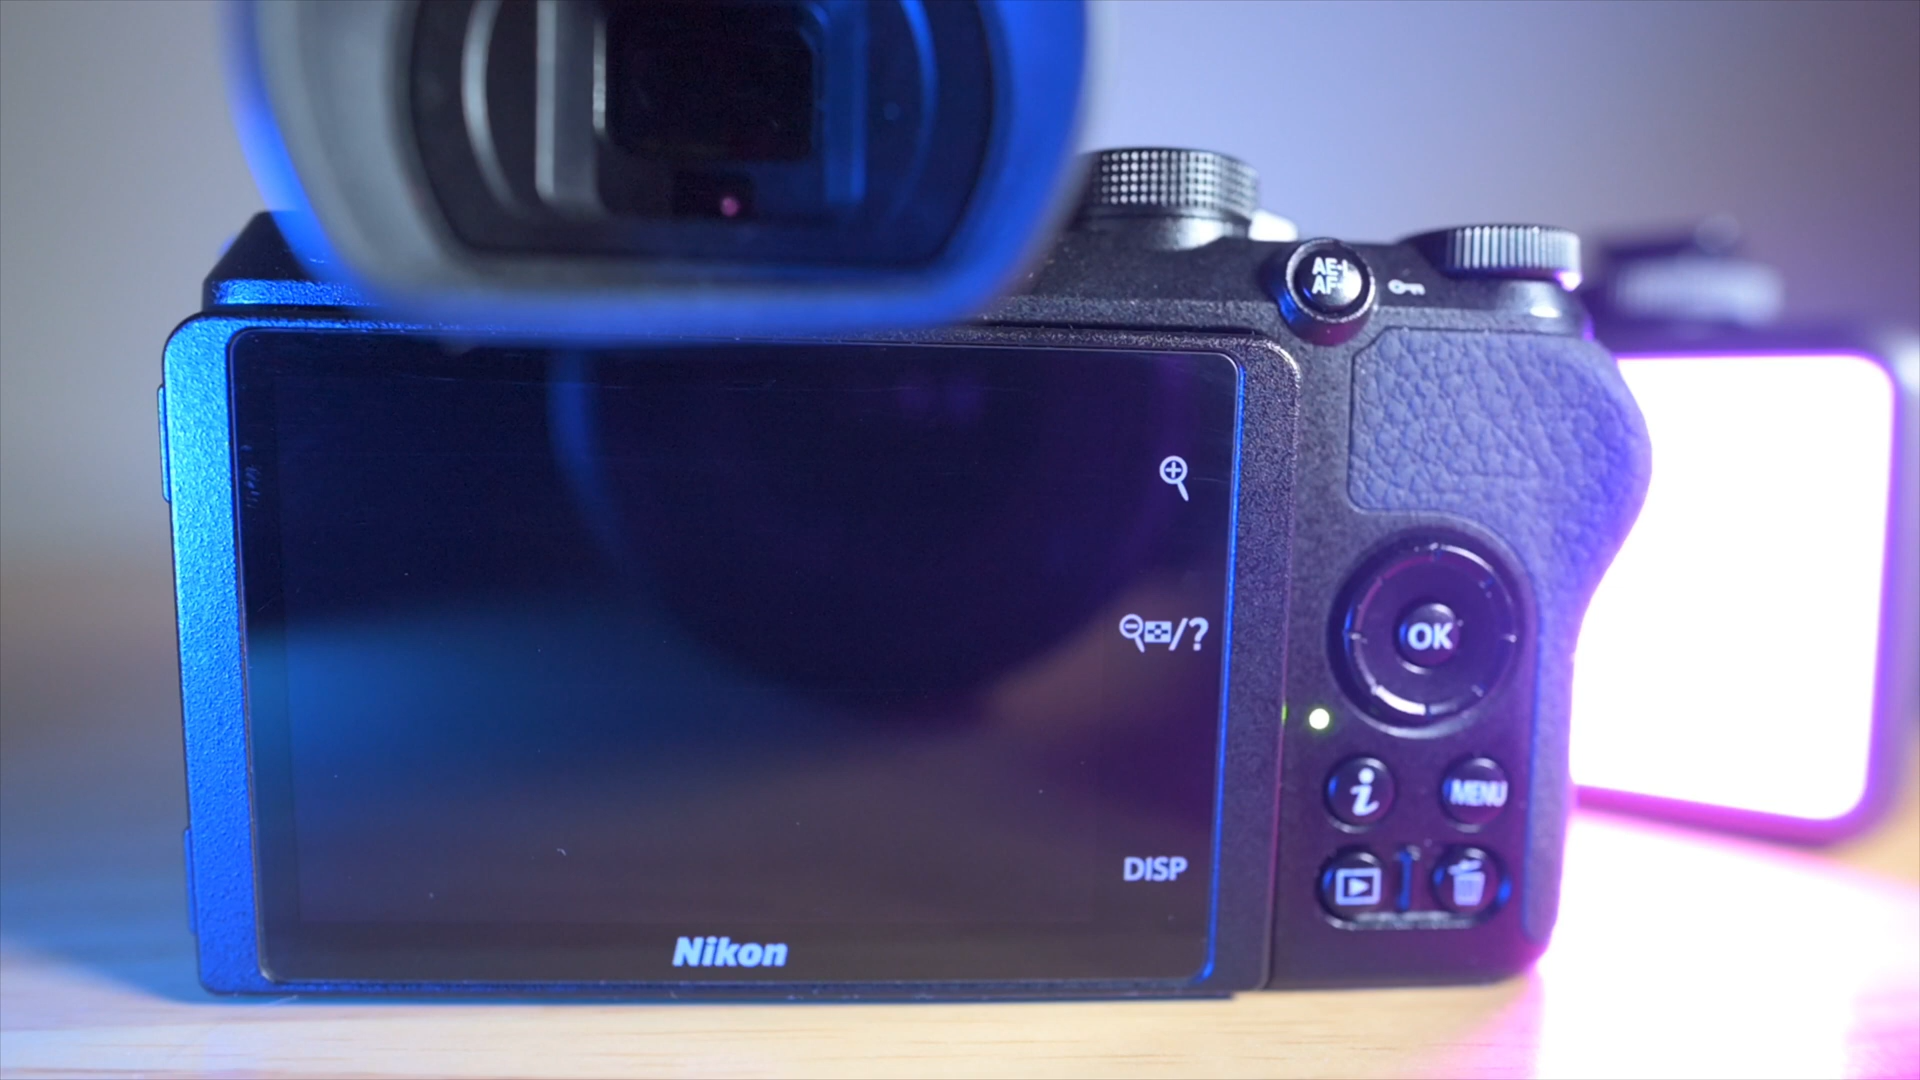 AE-L
AF-
/?
OK
i
MENU
DISP
Nikon